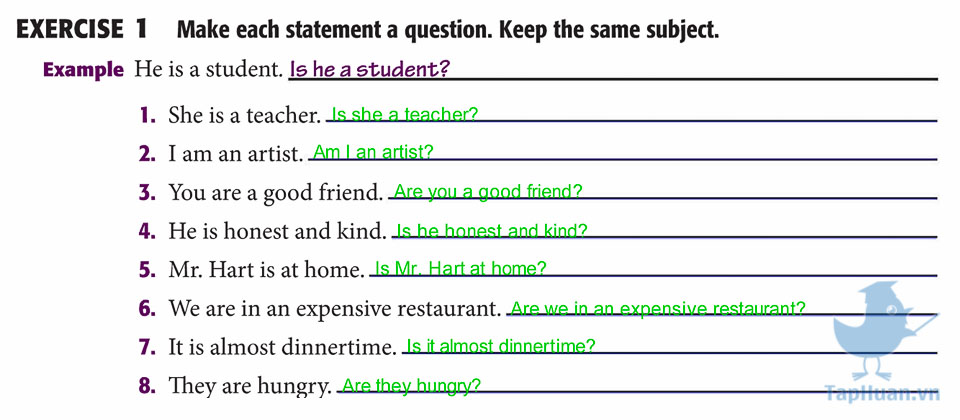 EXERCISE 1 Make each statement a question. Keep the same subject.
Example He is a student. Is he a student?
1. She is a teacher. Is she a teacher?
2. I am an artist. Am I an artist?
3. You are a good friend. Are you a good friend?
4. He is honest and kind. Is he honest and kind?
5. Mr. Hart is at home. Is Mr. Hart at home?
6. We are in an expensive restaurant. Are we in an expensive restaurant?
7. It is almost dinnertime. Is it almost dinnertime?
8. They are hungry. Are they hungry?
TapHuan.vn